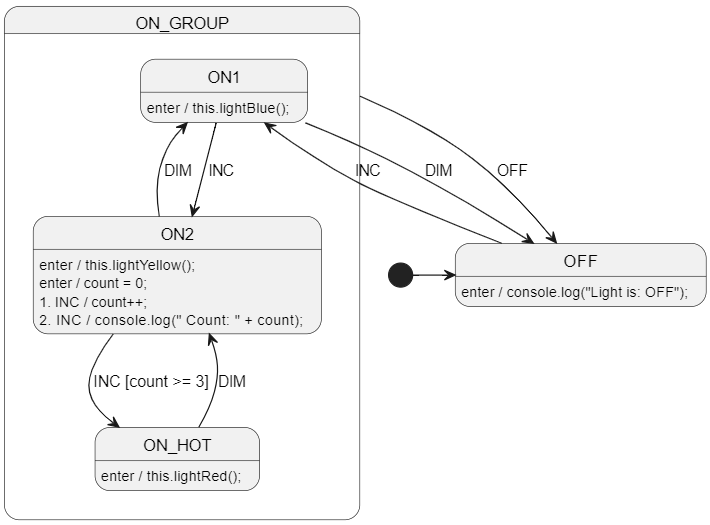 ON_GROUP
ON1
enter / this.lightBlue();
DIM
INC
INC
DIM
OFF
ON2
enter / this.lightYellow();
enter / count = 0;
1. INC / count++;
2. INC / console.log(" Count: " + count);
OFF
enter / console.log("Light is: OFF");
INC [count >= 3]
DIM
ON_HOT
enter / this.lightRed();